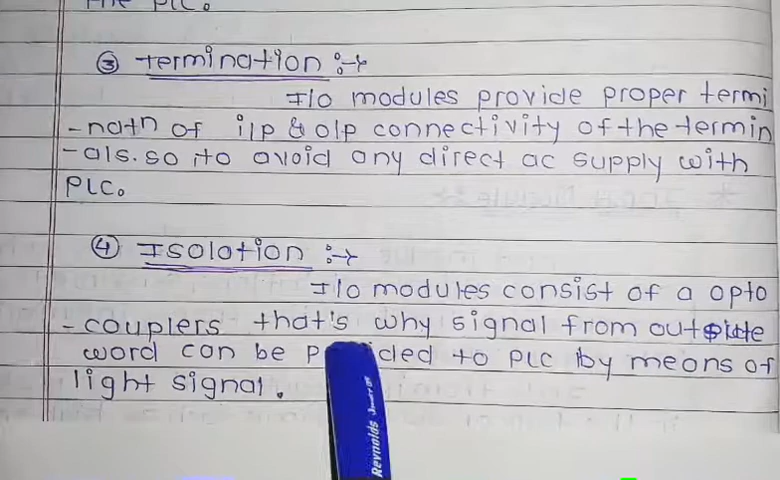 the PLC.
③ Termination :→
I/O modules provide proper termi
-natn of i/p & o/p connectivity of the termin
-als. so to avoid any direct ac supply with
PLC.
④ Isolation :→
I/O modules consist of a opto
-couplers that's why signal from outside
word can be p ided to PLC by means of
light signal.
Reynolds